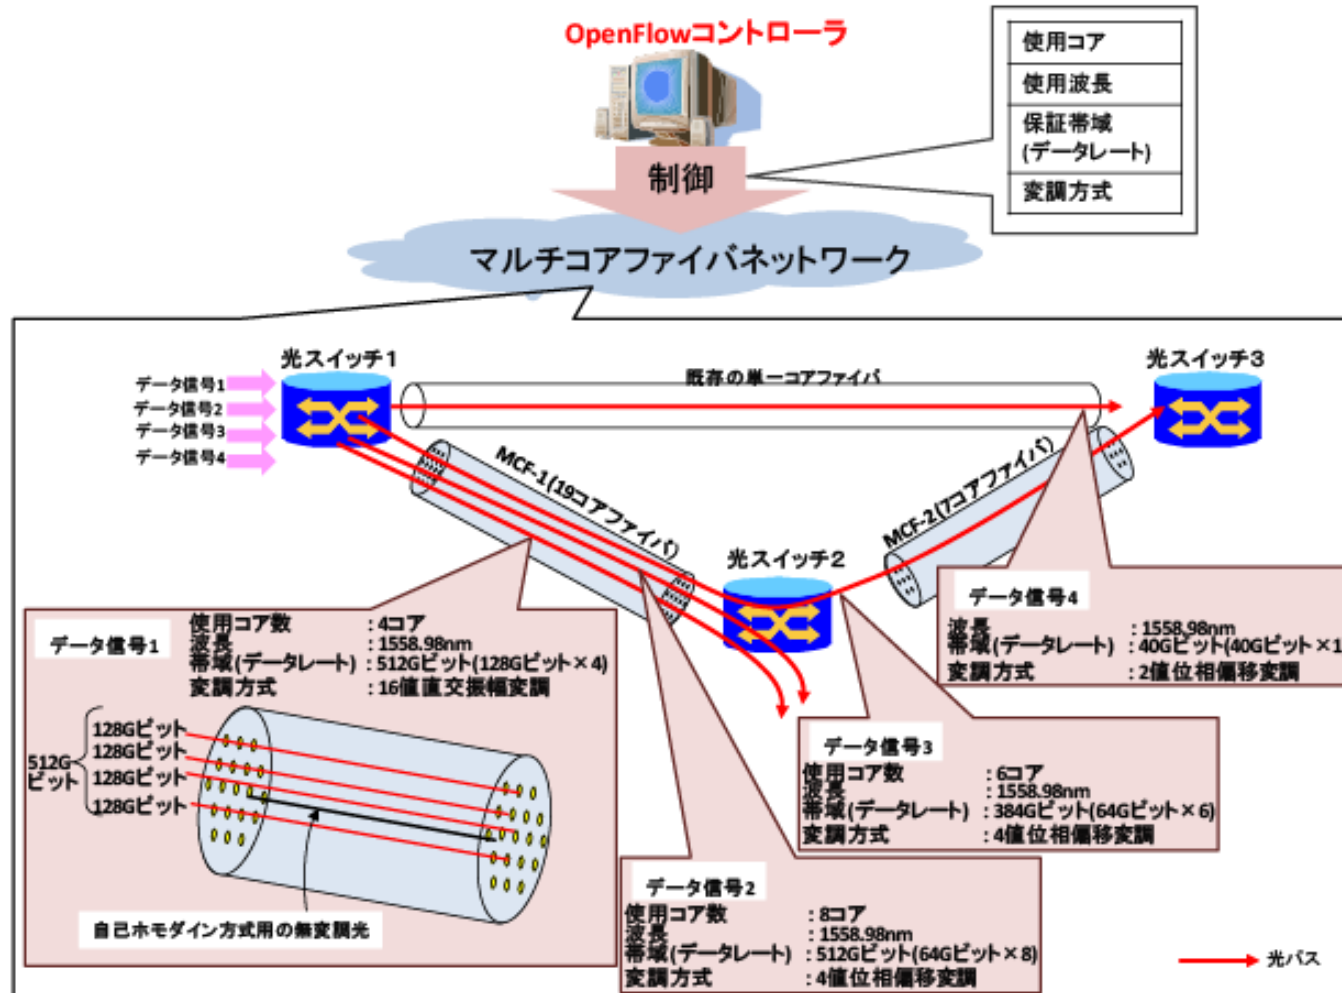 OpenFlowコントローラ
使用コア
使用波長
保証帯域
(データレート)
変調方式
制御
マルチコアファイバネットワーク
光スイッチ1
光スイッチ3
データ信号1
データ信号2
データ信号3
データ信号4
既存の単一コアファイバ
MCF-1(19コアファイバ)
MCF-2(7コアファイバ)
光スイッチ2
データ信号1
使用コア数 : 4コア
波長 : 1558.98nm
帯域(データレート) : 512Gビット(128Gビット×4)
変調方式 : 16値直交振幅変調
128Gビット
128Gビット
128Gビット
128Gビット
512G
ビット
自己ホモダイン方式用の無変調光
データ信号4
波長 : 1558.98nm
帯域(データレート) : 40Gビット(40Gビット×1
変調方式 : 2値位相偏移変調
データ信号3
使用コア数 : 6コア
波長 : 1558.98nm
帯域(データレート) : 384Gビット(64Gビット×6)
変調方式 : 4値位相偏移変調
データ信号2
使用コア数 : 8コア
波長 : 1558.98nm
帯域(データレート) : 512Gビット(64Gビット×8)
変調方式 : 4値位相偏移変調
光パス